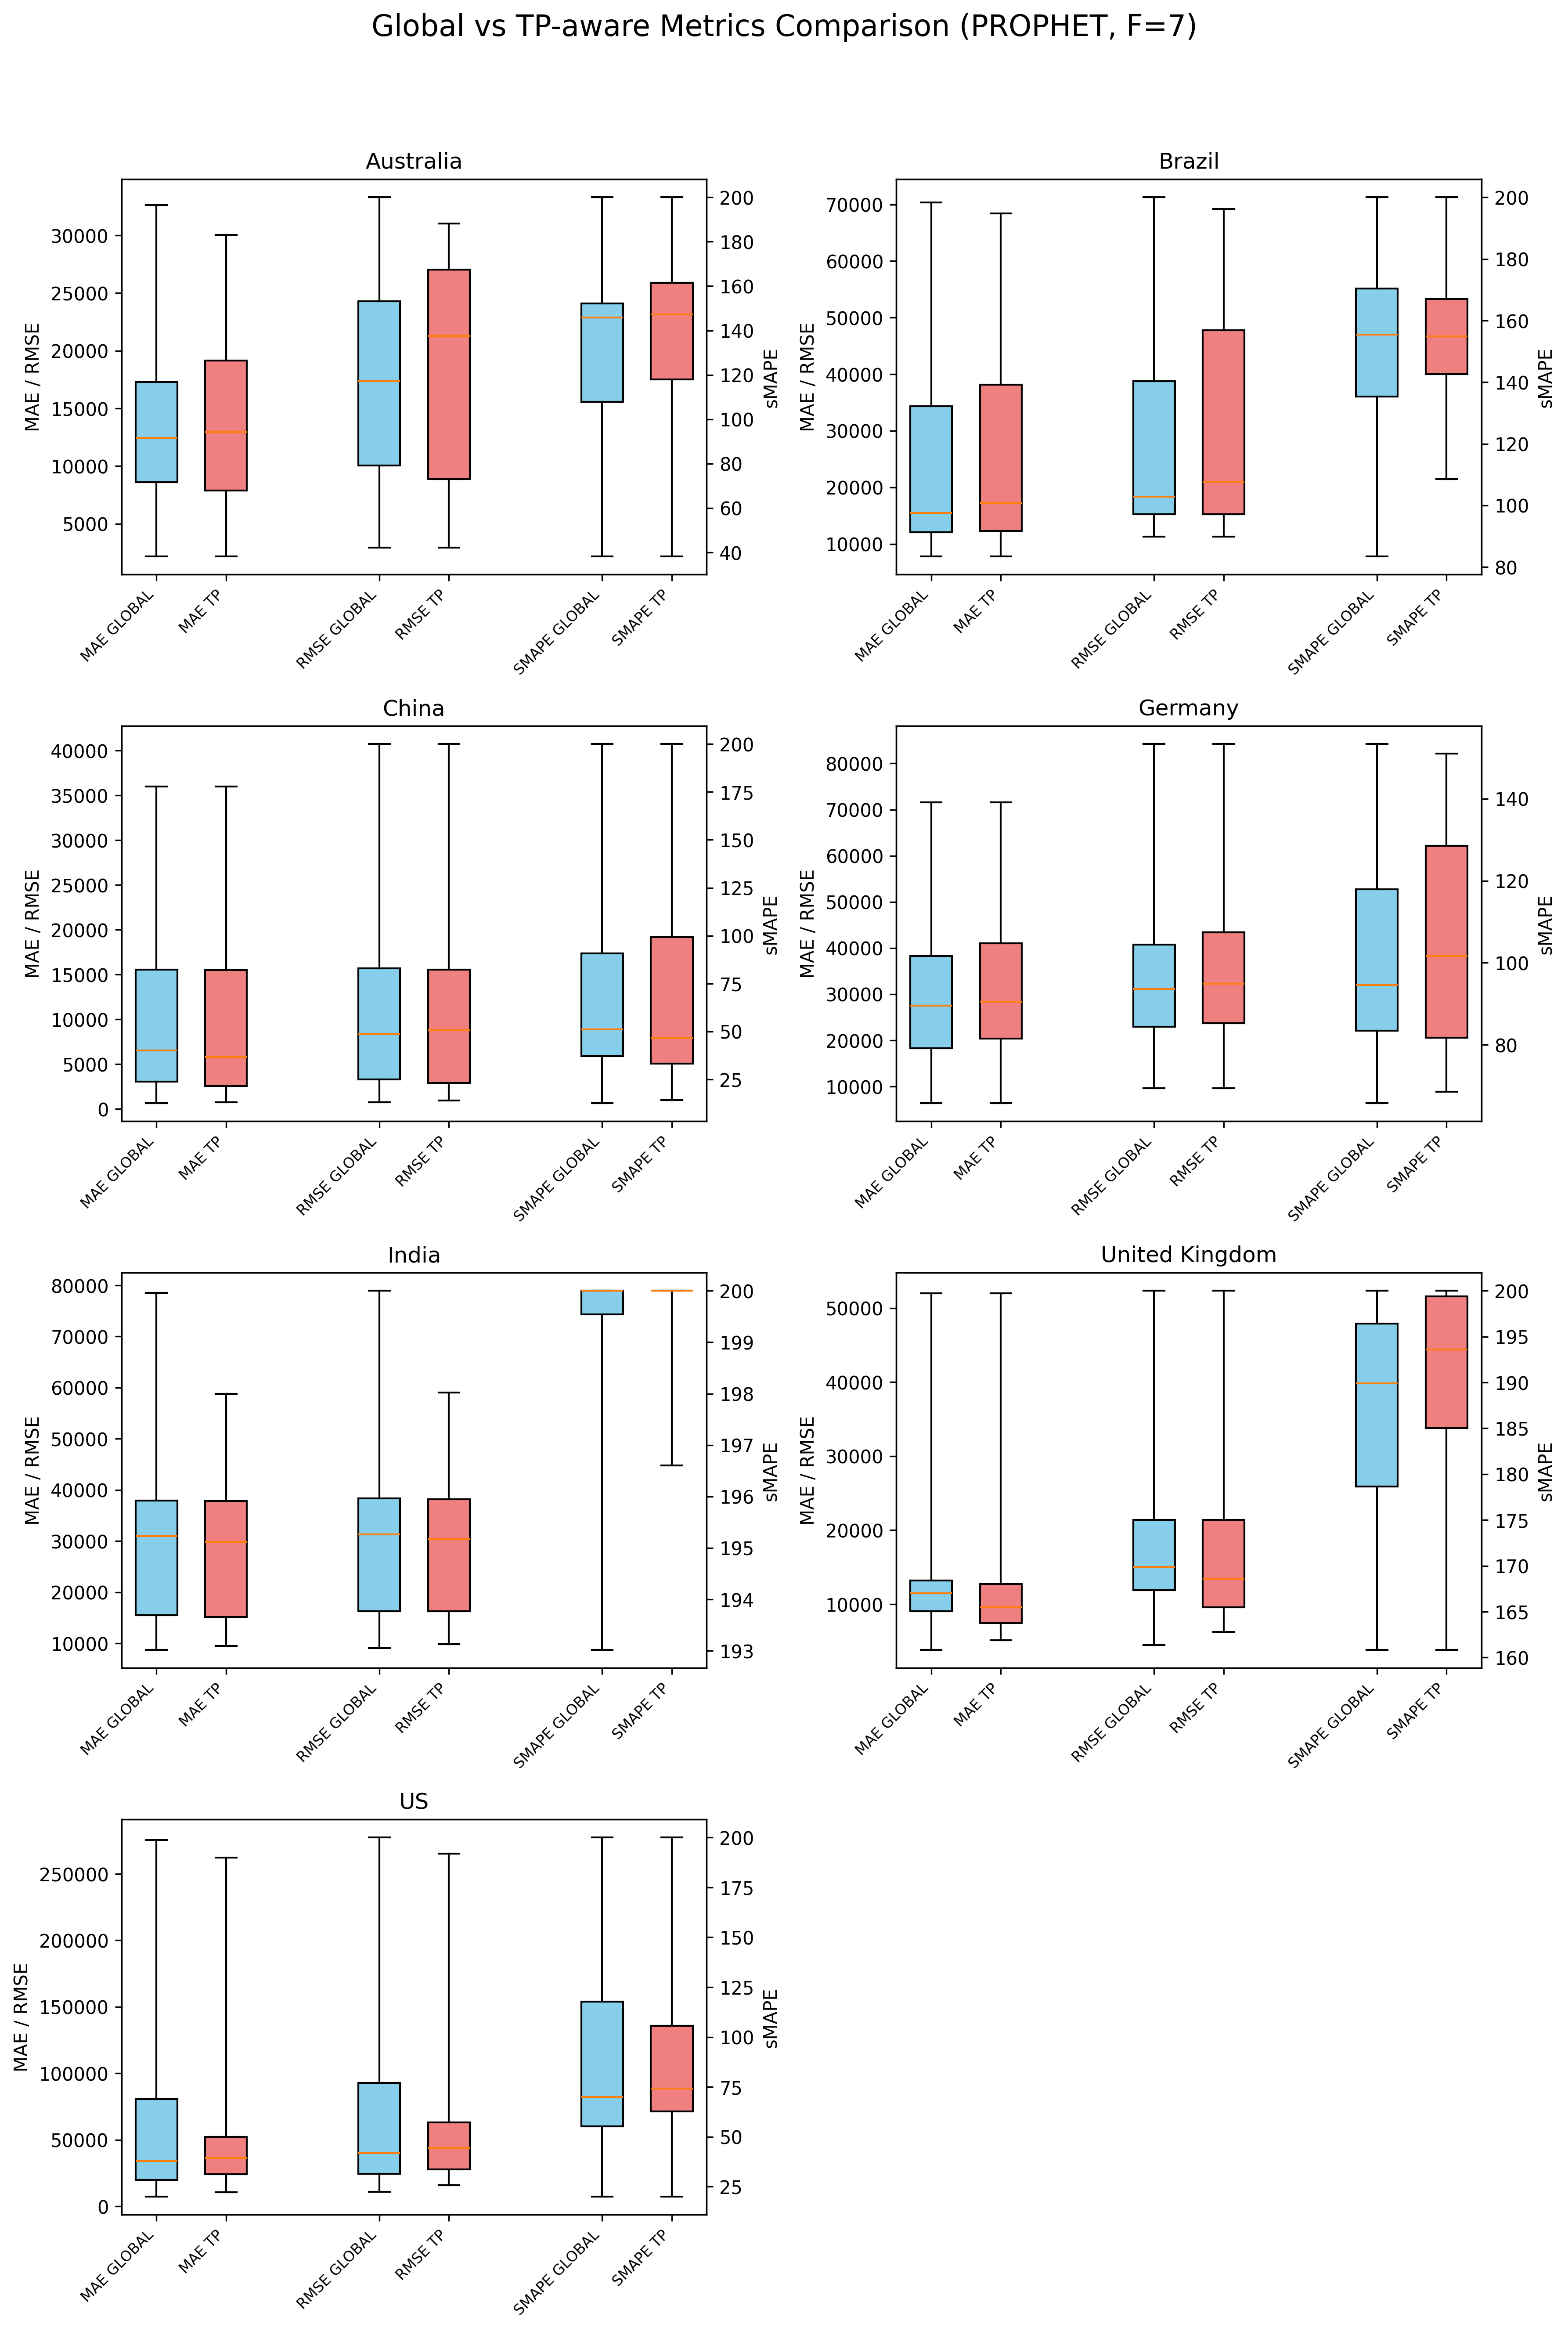 Global vs TP-aware Metrics Comparison (PROPHET, F=7)
Australia
MAE / RMSE
30000
25000
20000
15000
10000
5000
200
180
160
140
120
100
80
60
40
sMAPE
MAE GLOBAL
MAE TP
RMSE GLOBAL
RMSE TP
SMAPE GLOBAL
SMAPE TP
Brazil
MAE / RMSE
70000
60000
50000
40000
30000
20000
10000
200
180
160
140
120
100
80
sMAPE
MAE GLOBAL
MAE TP
RMSE GLOBAL
RMSE TP
SMAPE GLOBAL
SMAPE TP
China
MAE / RMSE
40000
35000
30000
25000
20000
15000
10000
5000
0
200
175
150
125
100
75
50
25
sMAPE
MAE GLOBAL
MAE TP
RMSE GLOBAL
RMSE TP
SMAPE GLOBAL
SMAPE TP
Germany
MAE / RMSE
80000
70000
60000
50000
40000
30000
20000
10000
140
120
100
80
sMAPE
MAE GLOBAL
MAE TP
RMSE GLOBAL
RMSE TP
SMAPE GLOBAL
SMAPE TP
India
MAE / RMSE
80000
70000
60000
50000
40000
30000
20000
10000
200
199
198
197
196
195
194
193
sMAPE
MAE GLOBAL
MAE TP
RMSE GLOBAL
RMSE TP
SMAPE GLOBAL
SMAPE TP
United Kingdom
MAE / RMSE
50000
40000
30000
20000
10000
200
195
190
185
180
175
170
165
160
sMAPE
MAE GLOBAL
MAE TP
RMSE GLOBAL
RMSE TP
SMAPE GLOBAL
SMAPE TP
US
MAE / RMSE
250000
200000
150000
100000
50000
0
200
175
150
125
100
75
50
25
sMAPE
MAE GLOBAL
MAE TP
RMSE GLOBAL
RMSE TP
SMAPE GLOBAL
SMAPE TP